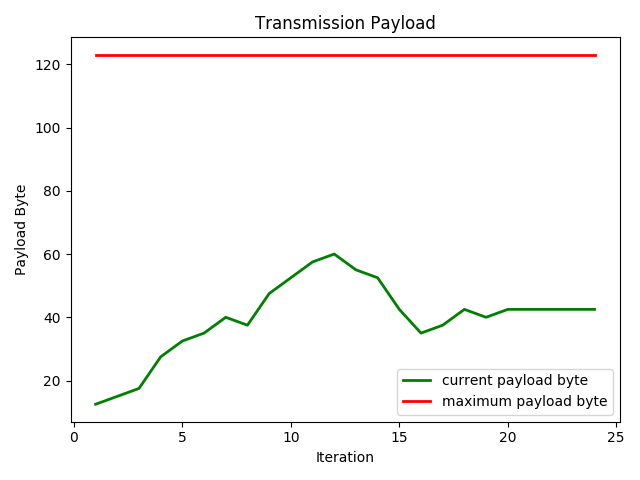 Transmission Payload
120
100
80
60
40
20
Payload Byte
0
5
10
15
20
25
Iteration
current payload byte
maximum payload byte